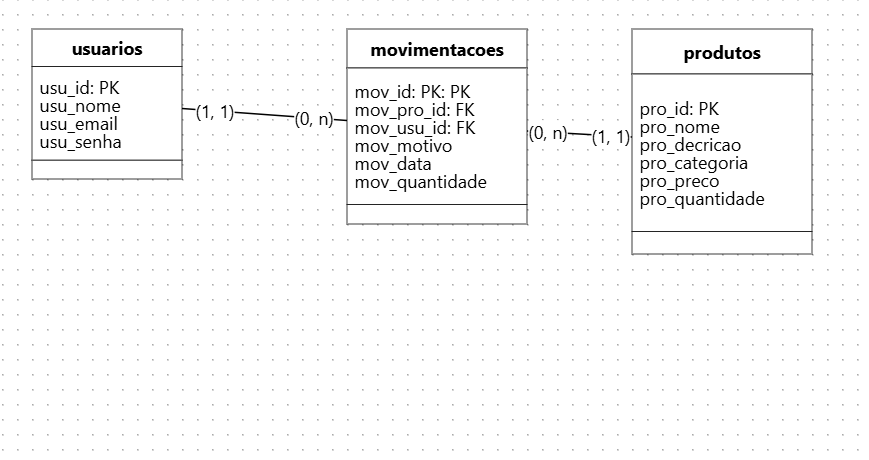 usuarios
usu_id: PK
usu_nome
usu_email
usu_senha
(1, 1)
(0, n)
movimentacoes
mov_id: PK: PK
mov_pro_id: FK
mov_usu_id: FK
mov_motivo
mov_data
mov_quantidade
(0, n)
(1, 1)
produtos
pro_id: PK
pro_nome
pro_decricao
pro_categoria
pro_preco
pro_quantidade